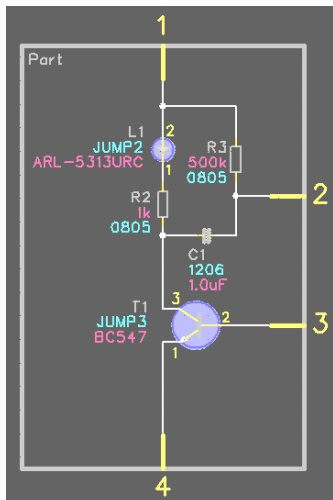 1
Part
L1
2
JUMP2
ARL-5313URC
1
R3
500k
0805
R2
1k
0805
2
C1
1206
1.0uF
T1
3
JUMP3
2
3
BC547
1
4